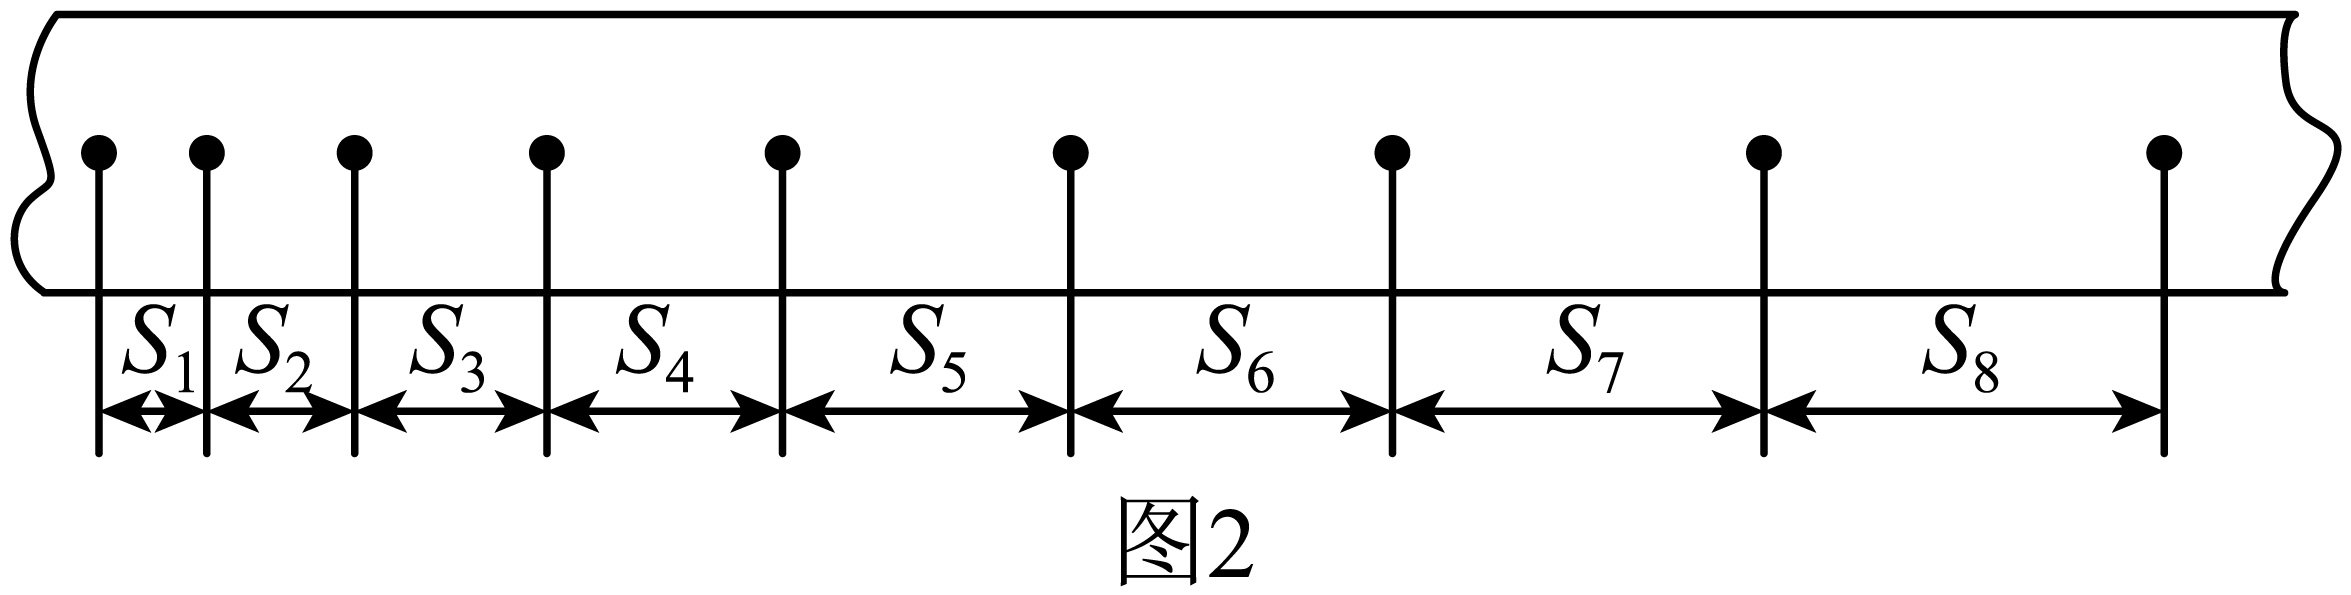 S₁ S₂ S₃ S₄ S₅ S₆ S₇ S₈
图2